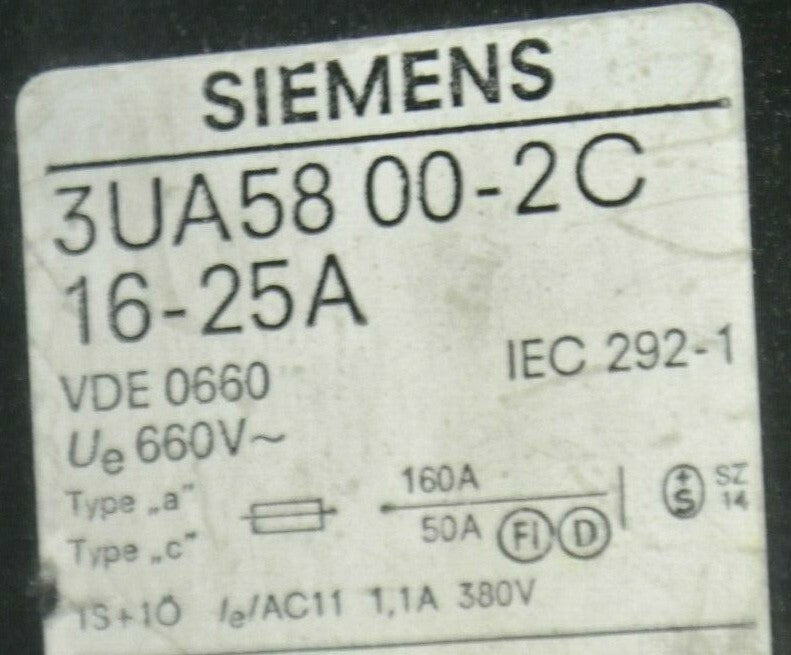 SIEMENS
3UA58 00-2C
16-25A
VDE 0660 IEC 292-1
Ue 660V~
Type „a" 160A
Type „c" 50A FI D
+S SZ 14
1S+1Ö Ie/AC11 1,1A 380V